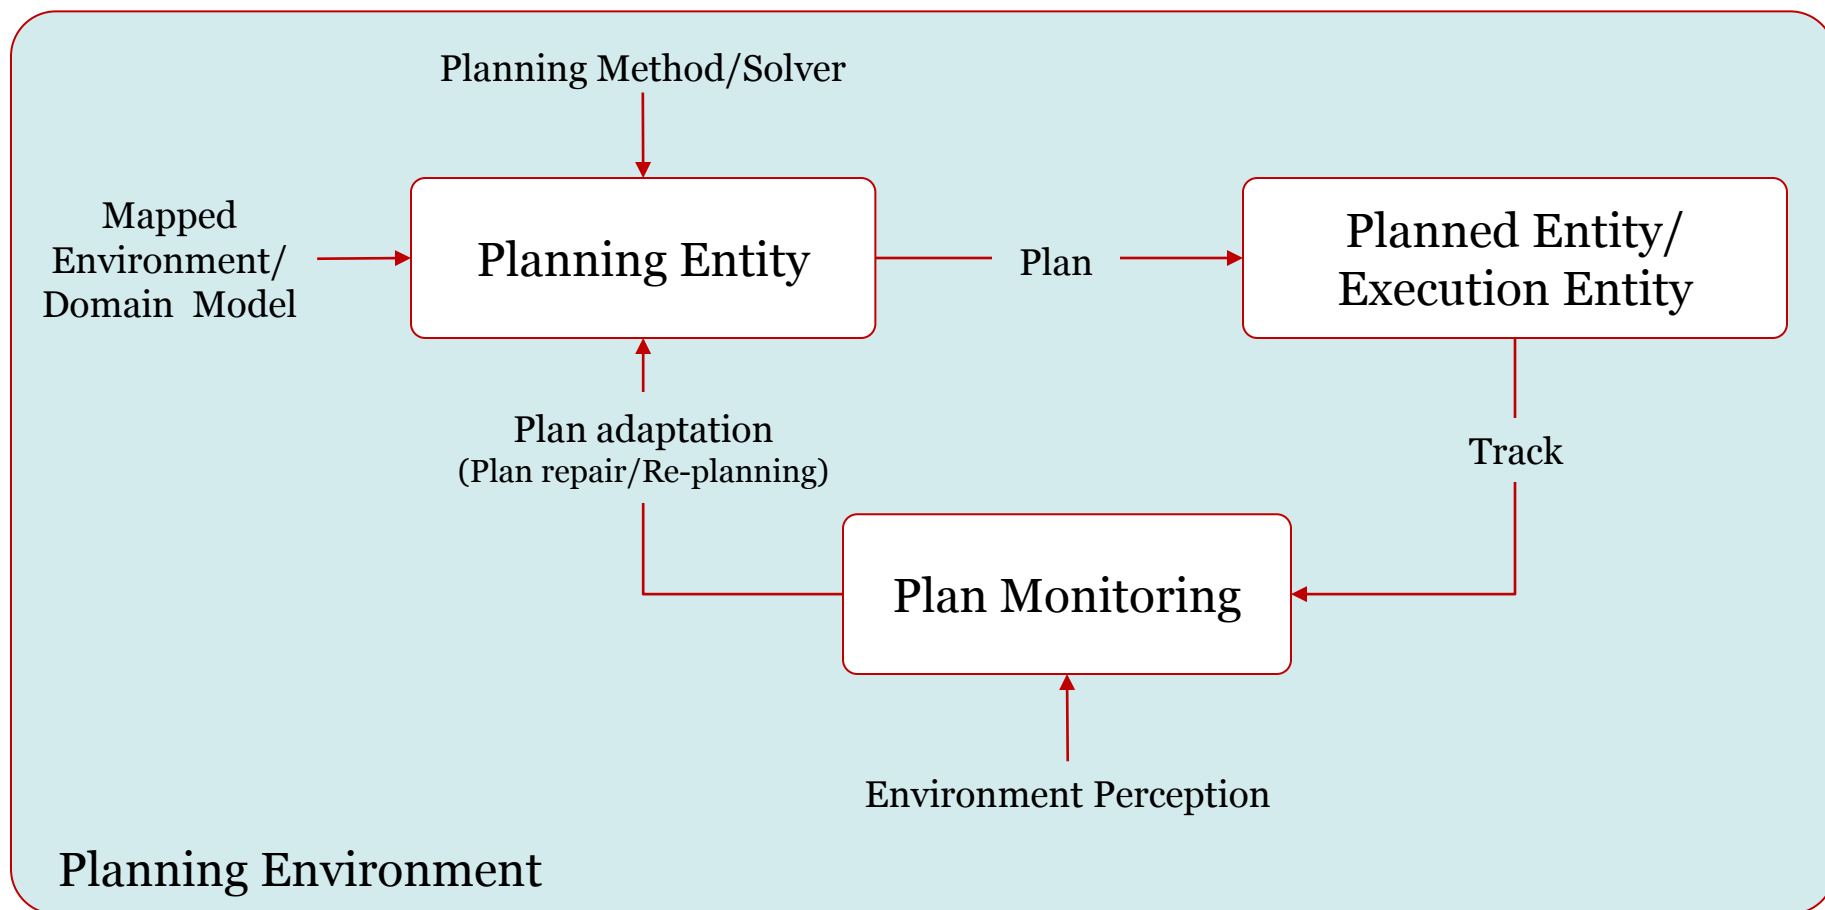 Planning Method/Solver
Mapped
Environment/
Domain  Model
Planning Entity
Plan
Planned Entity/
Execution Entity
Plan adaptation
(Plan repair/Re-planning)
Track
Plan Monitoring
Environment Perception
Planning Environment